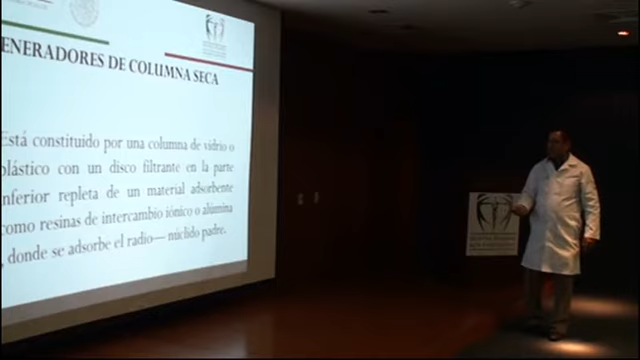 ENERADORES DE COLUMNA SECA
Está constituido por una columna de vidrio o
plástico con un disco filtrante en la parte
inferior repleta de un material adsorbente
como resinas de intercambio iónico o alúmina
, donde se adsorbe el radio— núclido padre.